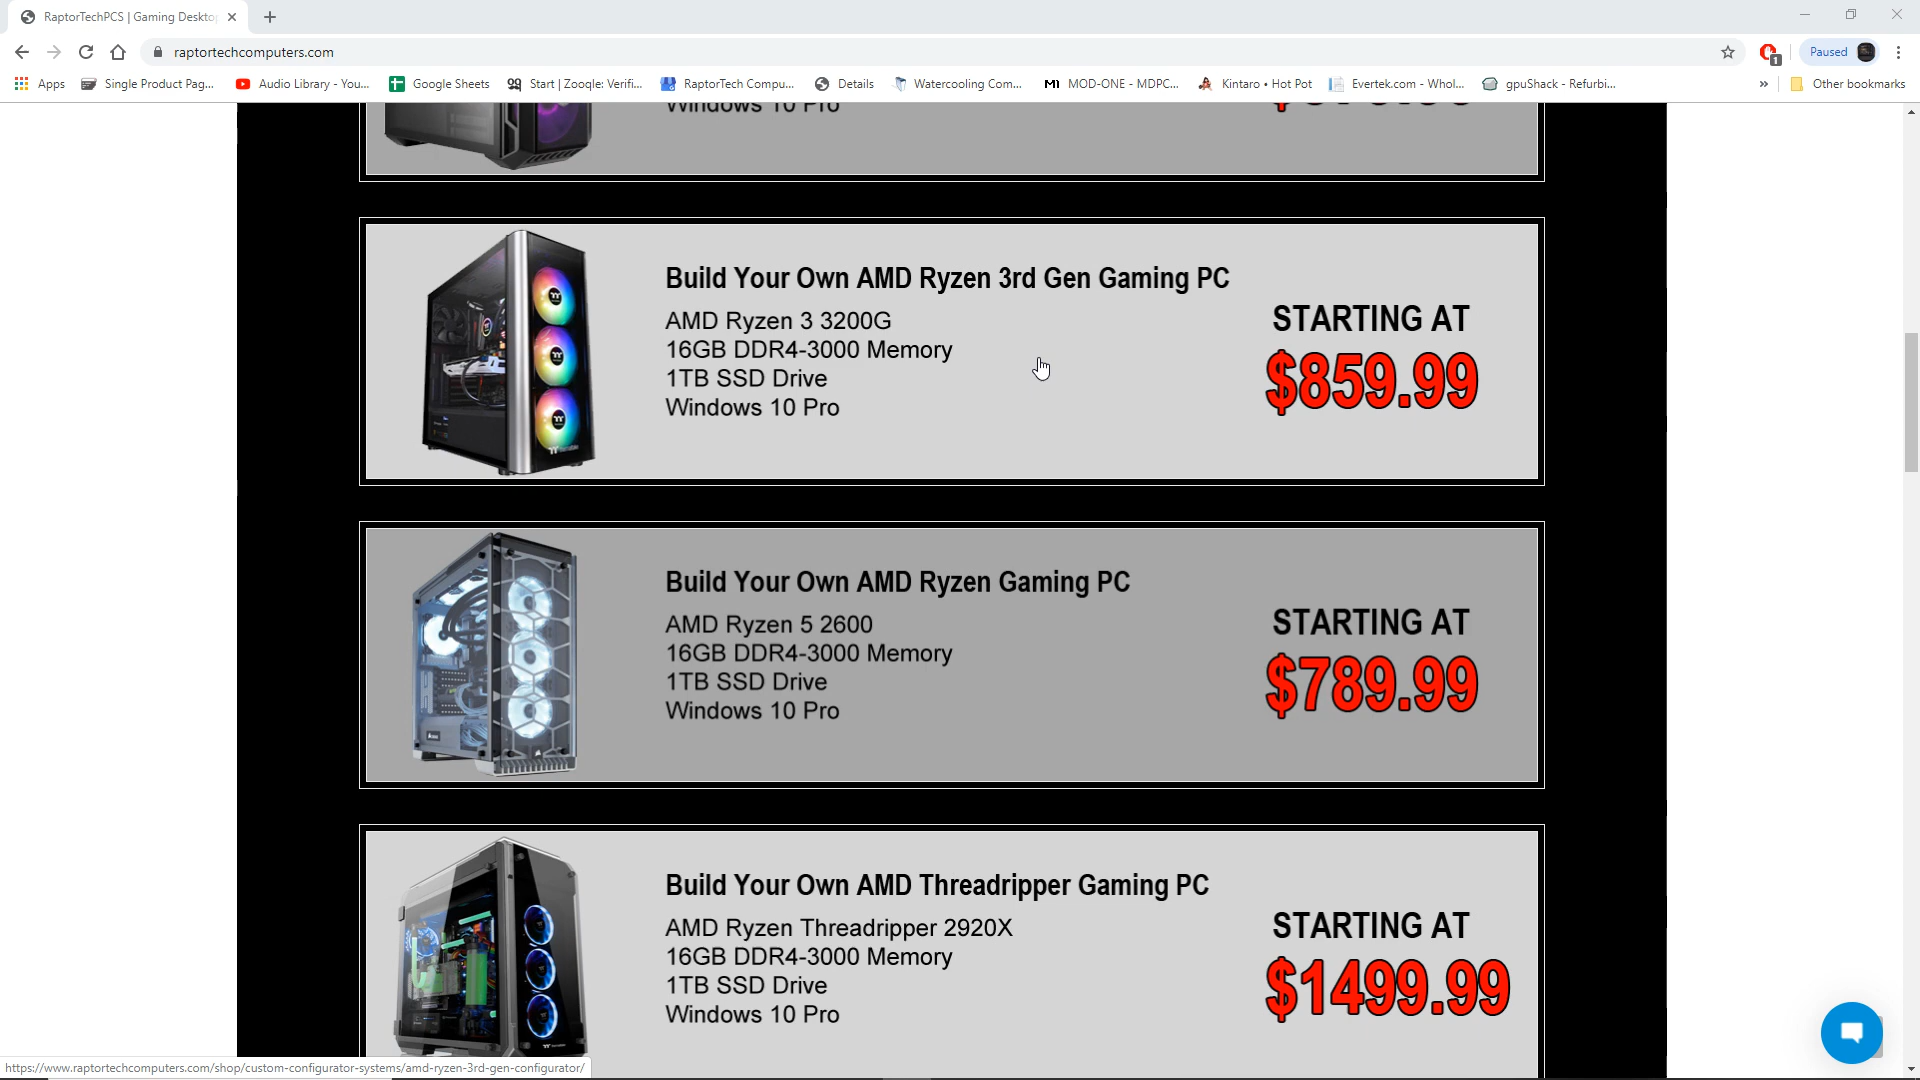 RaptorTechPCS | Gaming Deskto
raptortechcomputers.com
1
Paused
Apps
Single Product Pag...
Audio Library - You...
Google Sheets
Start | Zooqle: Verifi...
RaptorTech Compu...
Details
Watercooling Com...
MOD-ONE - MDPC...
Kintaro • Hot Pot
Evertek.com - Whol...
gpuShack - Refurbi...
»
Other bookmarks
Windows 10 Pro
Build Your Own AMD Ryzen 3rd Gen Gaming PC
AMD Ryzen 3 3200G
16GB DDR4-3000 Memory
1TB SSD Drive
Windows 10 Pro
STARTING AT
$859.99
Build Your Own AMD Ryzen Gaming PC
AMD Ryzen 5 2600
16GB DDR4-3000 Memory
1TB SSD Drive
Windows 10 Pro
STARTING AT
$789.99
Build Your Own AMD Threadripper Gaming PC
AMD Ryzen Threadripper 2920X
16GB DDR4-3000 Memory
1TB SSD Drive
Windows 10 Pro
STARTING AT
$1499.99
https://www.raptortechcomputers.com/shop/custom-configurator-systems/amd-ryzen-3rd-gen-configurator/